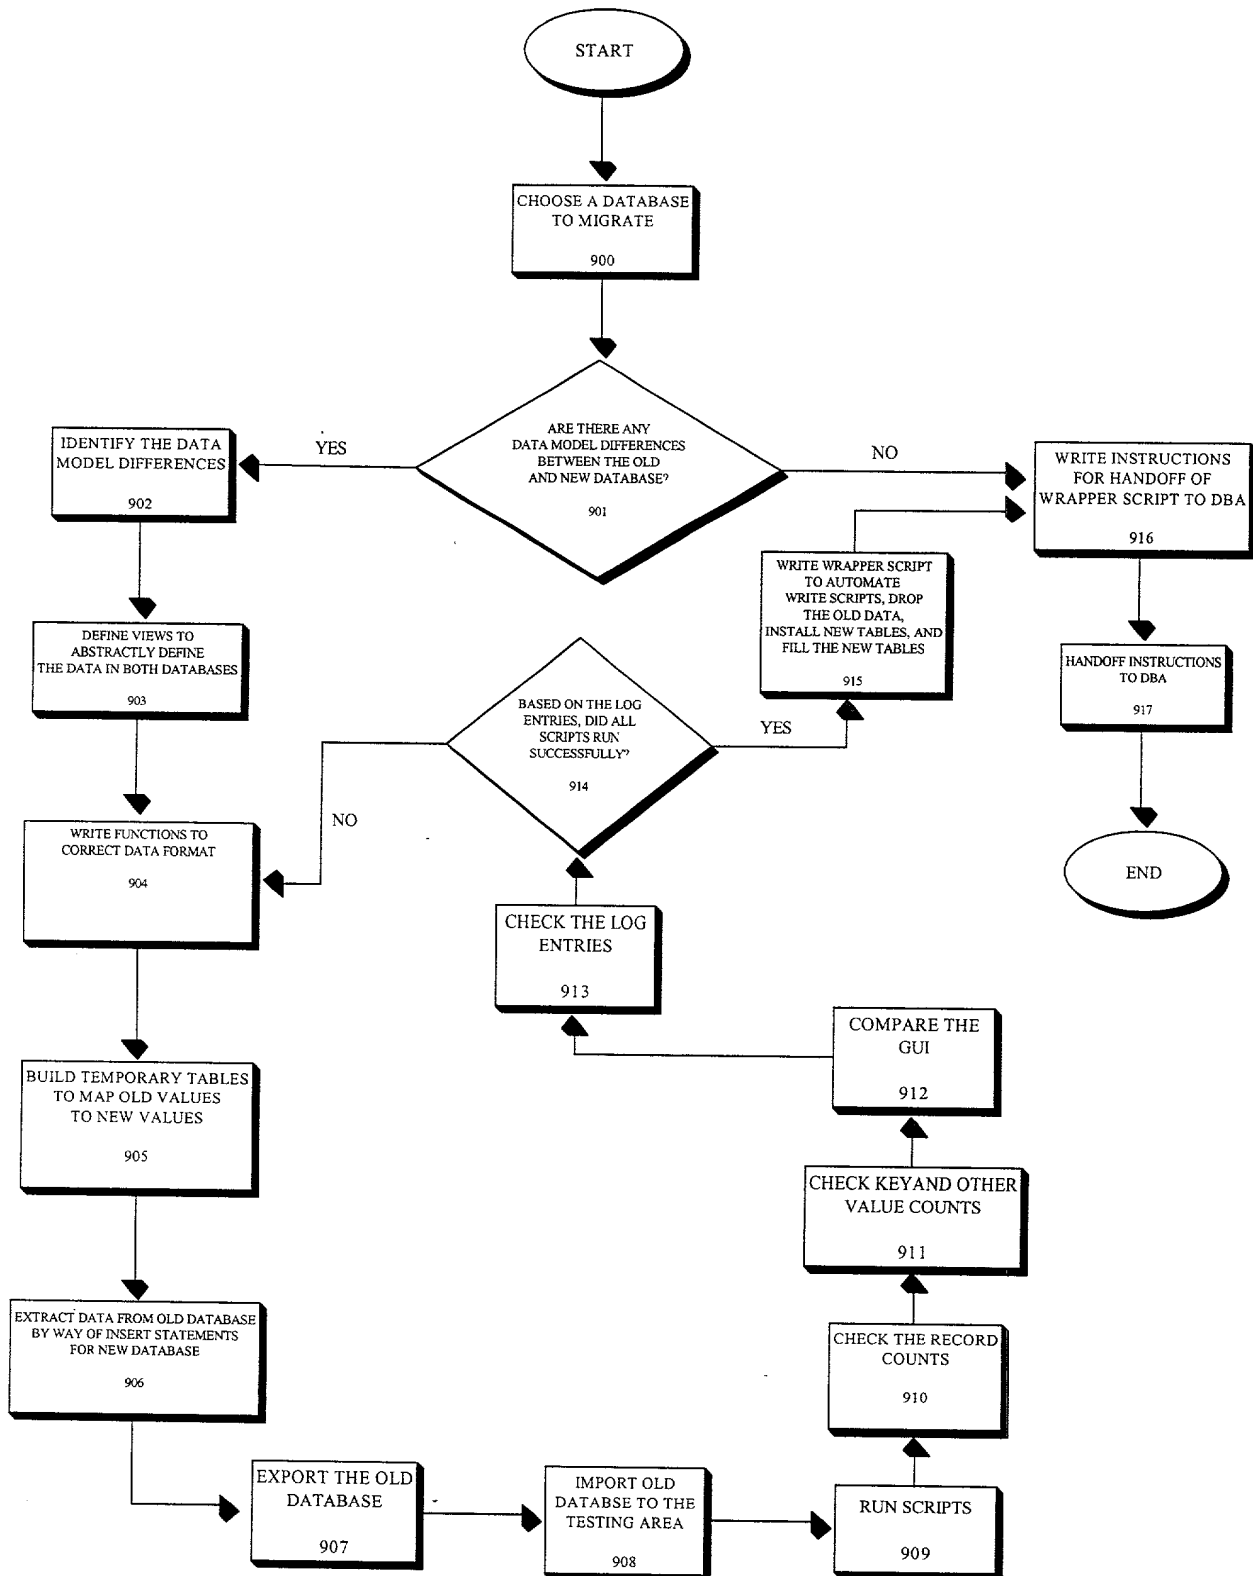 START
CHOOSE A DATABASE
TO MIGRATE
900
ARE THERE ANY
DATA MODEL DIFFERENCES
BETWEEN THE OLD
AND NEW DATABASE?
901
YES
NO
IDENTIFY THE DATA
MODEL DIFFERENCES
902
DEFINE VIEWS TO
ABSTRACTLY DEFINE
THE DATA IN BOTH DATABASES
903
WRITE FUNCTIONS TO
CORRECT DATA FORMAT
904
BUILD TEMPORARY TABLES
TO MAP OLD VALUES
TO NEW VALUES
905
EXTRACT DATA FROM OLD DATABASE
BY WAY OF INSERT STATEMENTS
FOR NEW DATABASE
906
EXPORT THE OLD
DATABASE
907
IMPORT OLD
DATABSE TO THE
TESTING AREA
908
RUN SCRIPTS
909
CHECK THE RECORD
COUNTS
910
CHECK KEYAND OTHER
VALUE COUNTS
911
COMPARE THE
GUI
912
CHECK THE LOG
ENTRIES
913
BASED ON THE LOG
ENTRIES, DID ALL
SCRIPTS RUN
SUCCESSFULLY?
914
NO
YES
WRITE WRAPPER SCRIPT
TO AUTOMATE
WRITE SCRIPTS, DROP
THE OLD DATA,
INSTALL NEW TABLES, AND
FILL THE NEW TABLES
915
WRITE INSTRUCTIONS
FOR HANDOFF OF
WRAPPER SCRIPT TO DBA
916
HANDOFF INSTRUCTIONS
TO DBA
917
END